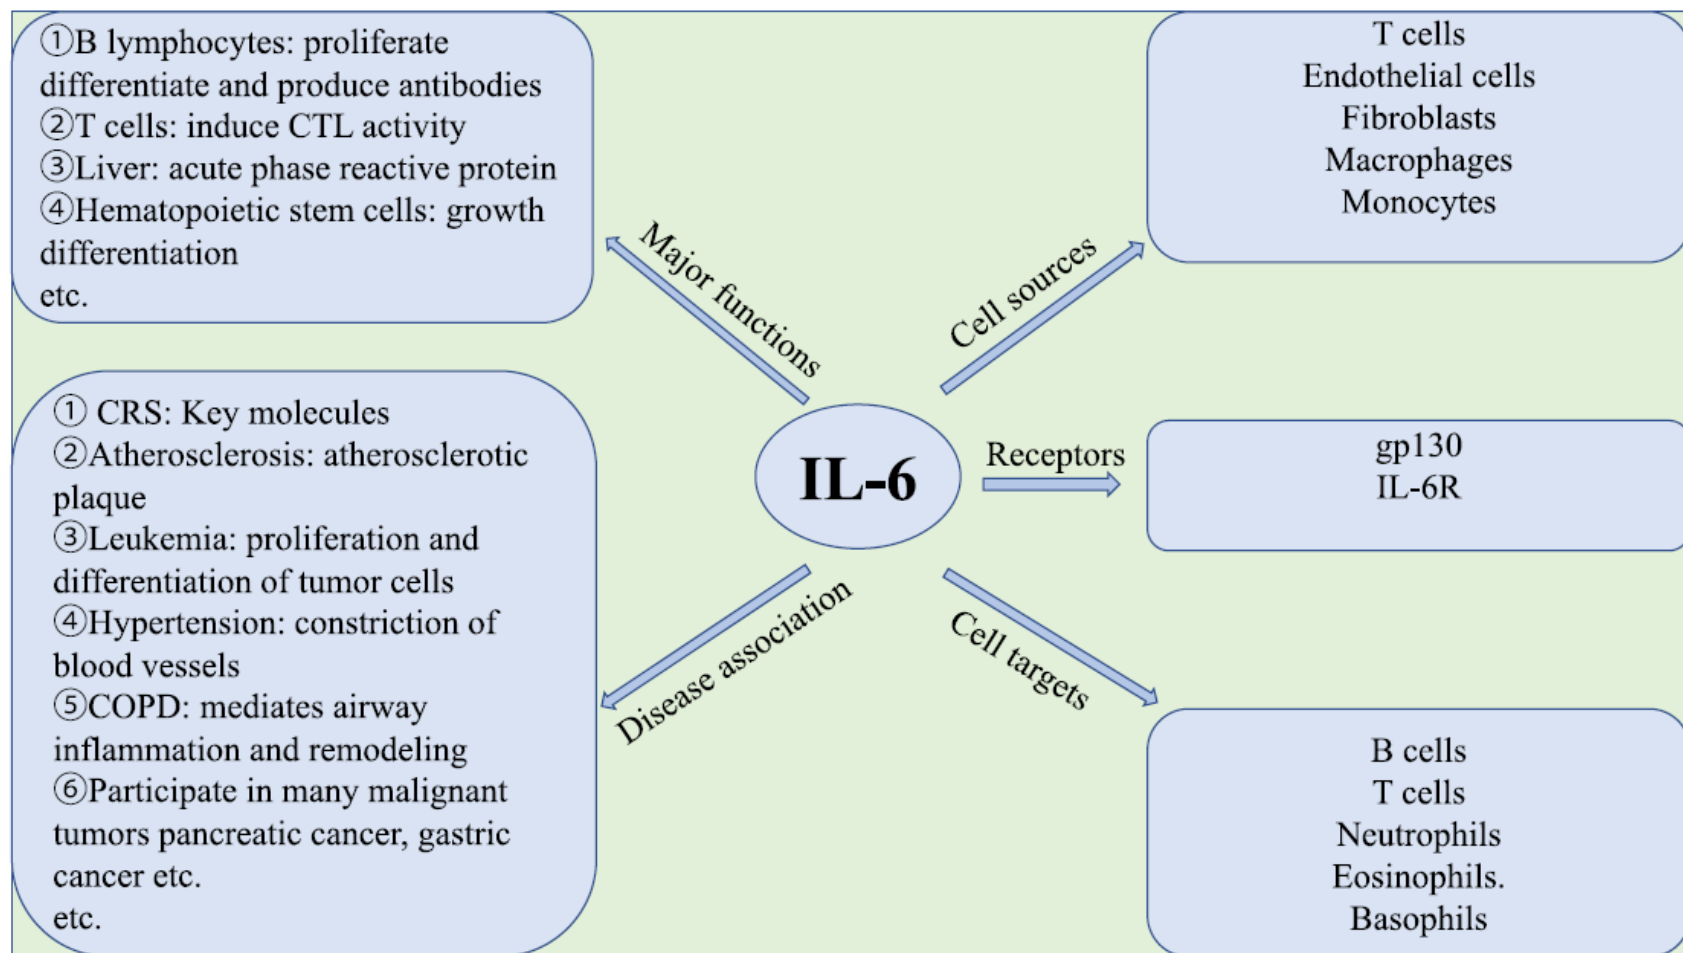 ①B lymphocytes: proliferate
differentiate and produce antibodies
②T cells: induce CTL activity
③Liver: acute phase reactive protein
④Hematopoietic stem cells: growth
differentiation
etc.
T cells
Endothelial cells
Fibroblasts
Macrophages
Monocytes
Major functions
Cell sources
IL-6
Receptors
gp130
IL-6R
Disease association
Cell targets
① CRS: Key molecules
②Atherosclerosis: atherosclerotic
plaque
③Leukemia: proliferation and
differentiation of tumor cells
④Hypertension: constriction of
blood vessels
⑤COPD: mediates airway
inflammation and remodeling
⑥Participate in many malignant
tumors pancreatic cancer, gastric
cancer etc.
etc.
B cells
T cells
Neutrophils
Eosinophils.
Basophils